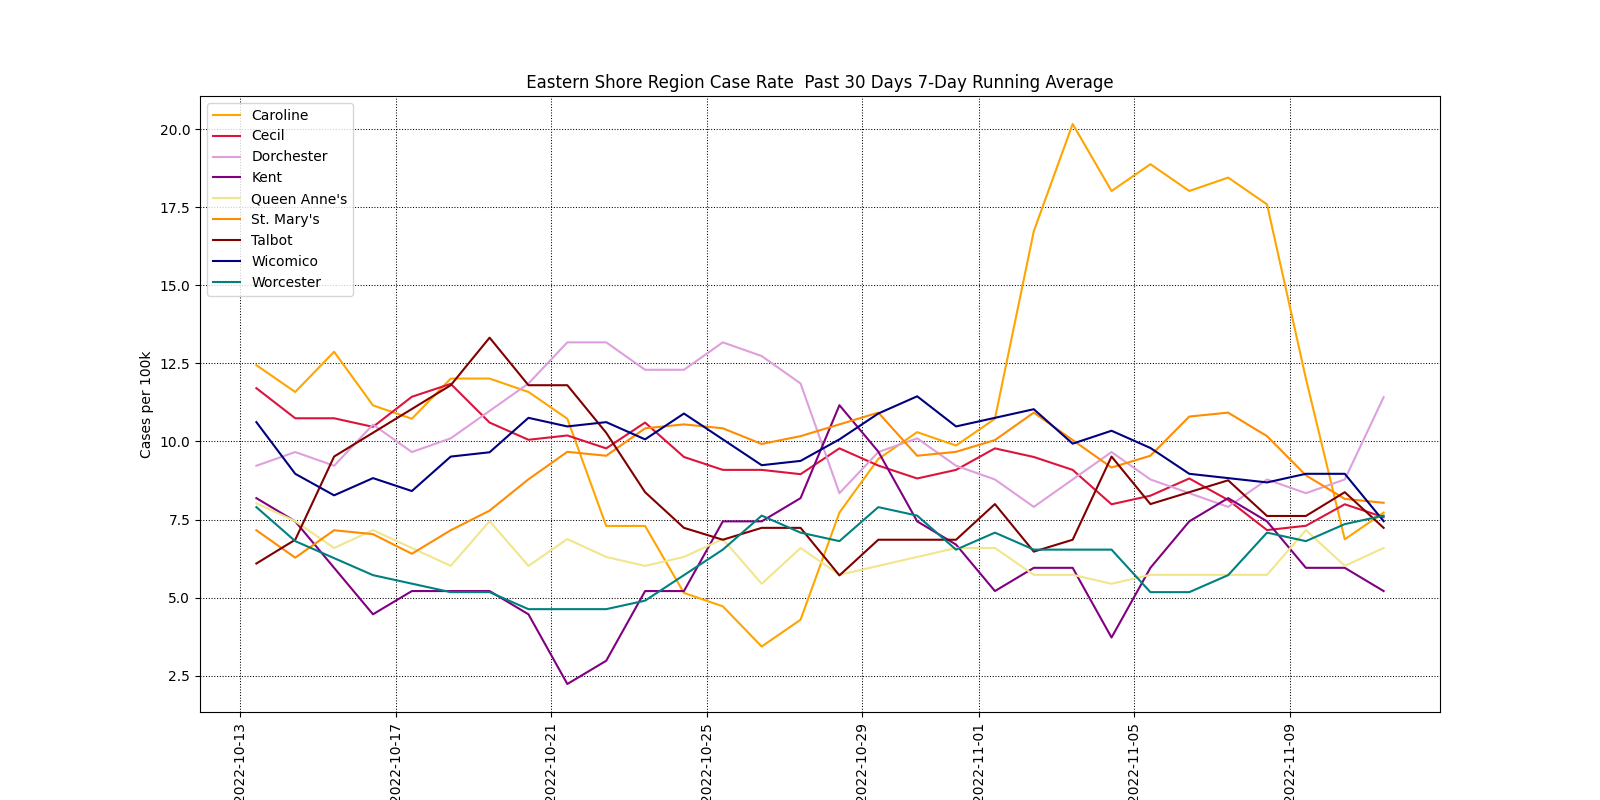 Eastern Shore Region Case Rate  Past 30 Days 7-Day Running Average
Cases per 100k
20.0
17.5
15.0
12.5
10.0
7.5
5.0
2.5
Caroline
Cecil
Dorchester
Kent
Queen Anne's
St. Mary's
Talbot
Wicomico
Worcester
2022-10-13
2022-10-17
2022-10-21
2022-10-25
2022-10-29
2022-11-01
2022-11-05
2022-11-09